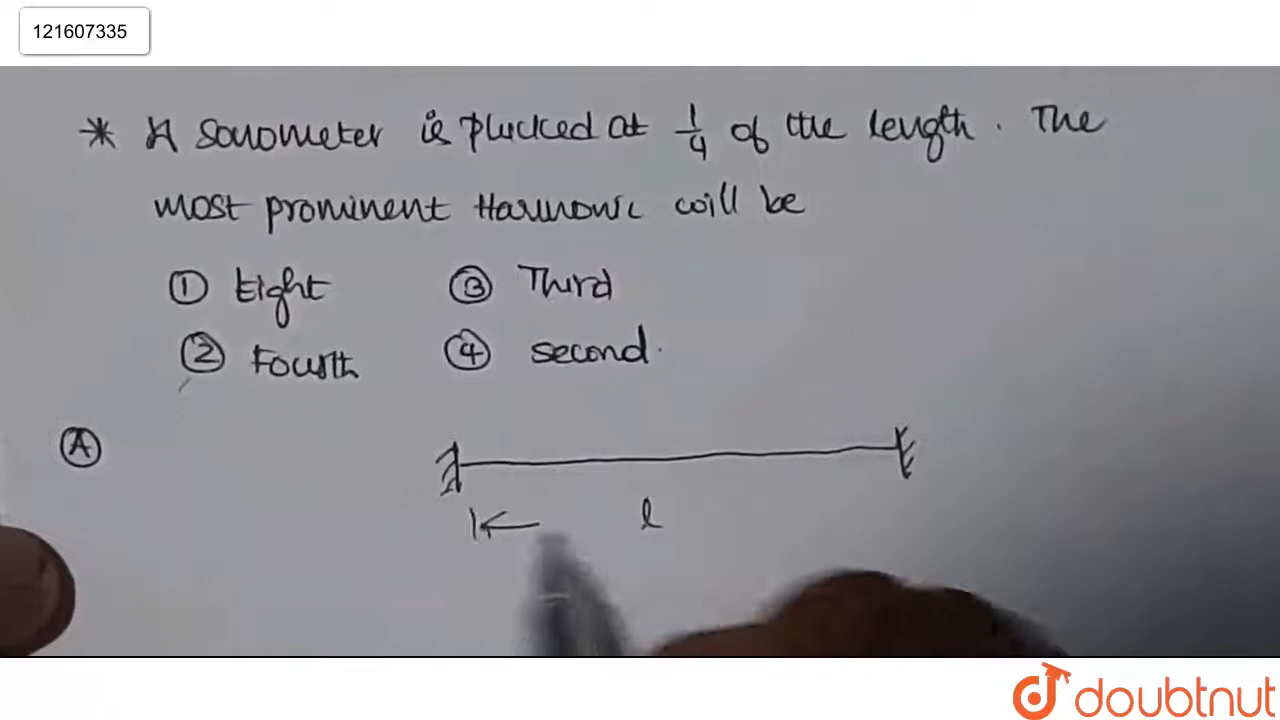 121607335
* A sonometer is plucked at 1/4 of the length. The
most prominent Harmonic will be
① Eight ③ Third
② Fourth ④ second.
Ⓐ
l
doubtnut